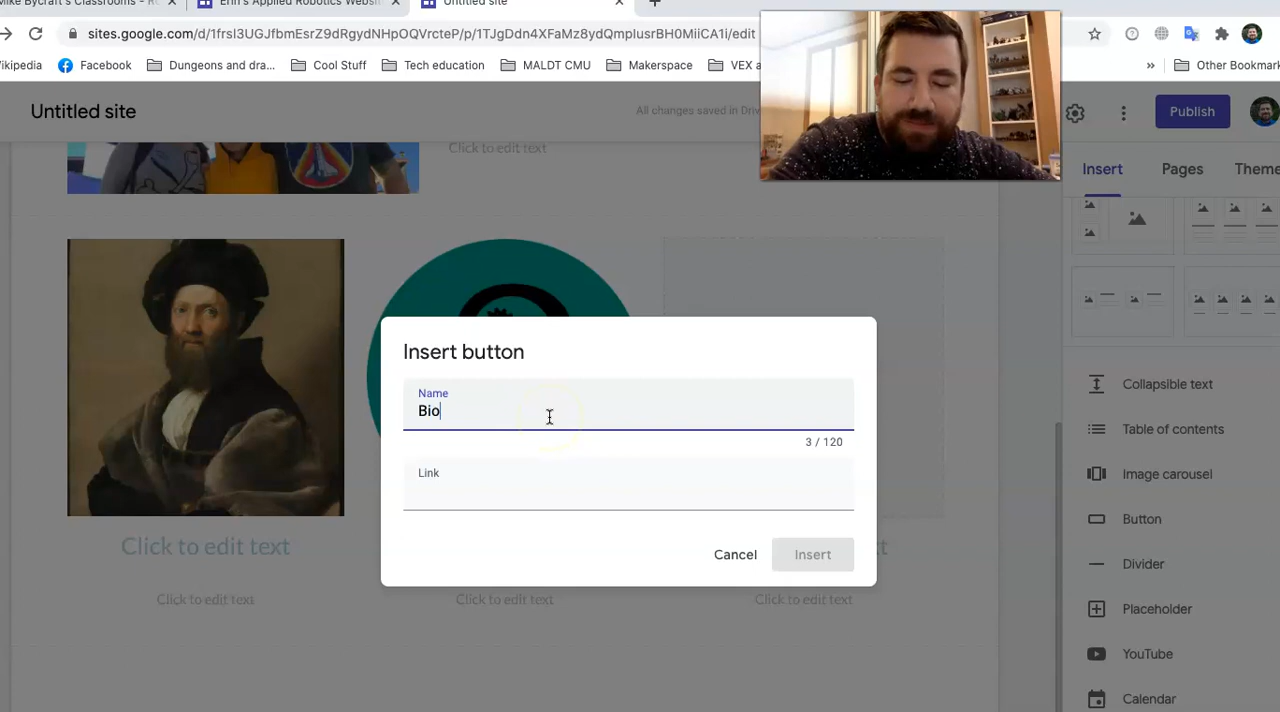 Mike Bycraft's Classrooms - R
Erin's Applied Robotics Websi
Untitled site
sites.google.com/d/1frsl3UGJfbmEsrZ9dRgydNHpOQVrcteP/p/1TJgDdn4XFaMz8ydQmplusrBH0MiiCA1i/edit
ikipedia
Facebook
Dungeons and dra...
Cool Stuff
Tech education
MALDT CMU
Makerspace
VEX a
»
Other Bookmar
Untitled site
All changes saved in Driv
Publish
Insert
Pages
Theme
Click to edit text
Insert button
Name
Bio
3 / 120
Link
Cancel
Insert
Click to edit text
Click to edit text
Click to edit text
Click to edit text
Collapsible text
Table of contents
Image carousel
Button
Divider
Placeholder
YouTube
Calendar